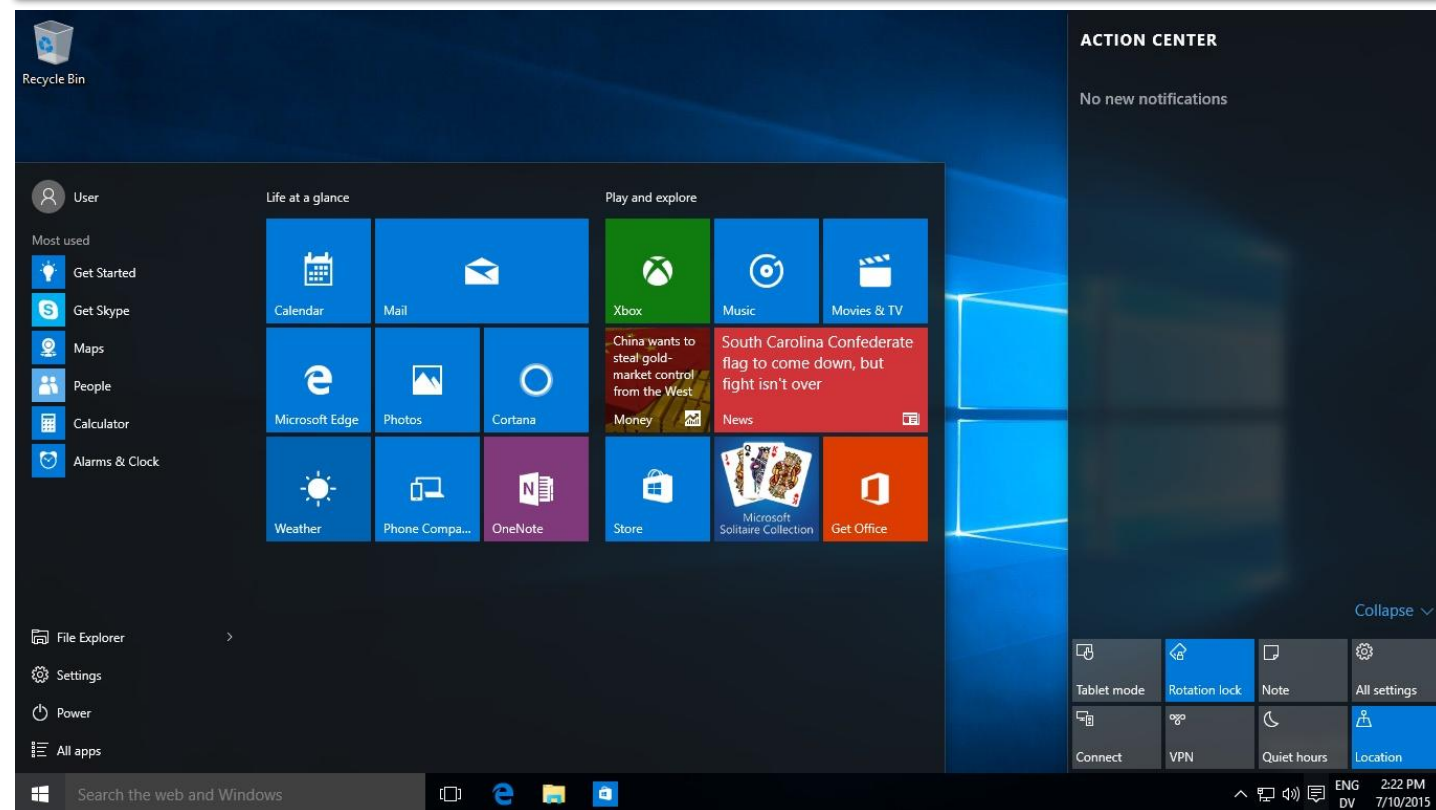 Recycle Bin
ACTION CENTER
No new notifications
User
Most used
Get Started
Get Skype
Maps
People
Calculator
Alarms & Clock
File Explorer
Settings
Power
All apps
Life at a glance
Calendar
Mail
Microsoft Edge
Photos
Cortana
Weather
Phone Compa...
OneNote
Play and explore
Xbox
Music
Movies & TV
China wants to
steal gold-
market control
from the West
Money
South Carolina Confederate
flag to come down, but
fight isn't over
News
Store
Microsoft
Solitaire Collection
Get Office
Collapse
Tablet mode
Rotation lock
Note
All settings
Connect
VPN
Quiet hours
Location
Search the web and Windows
ENG
DV
2:22 PM
7/10/2015